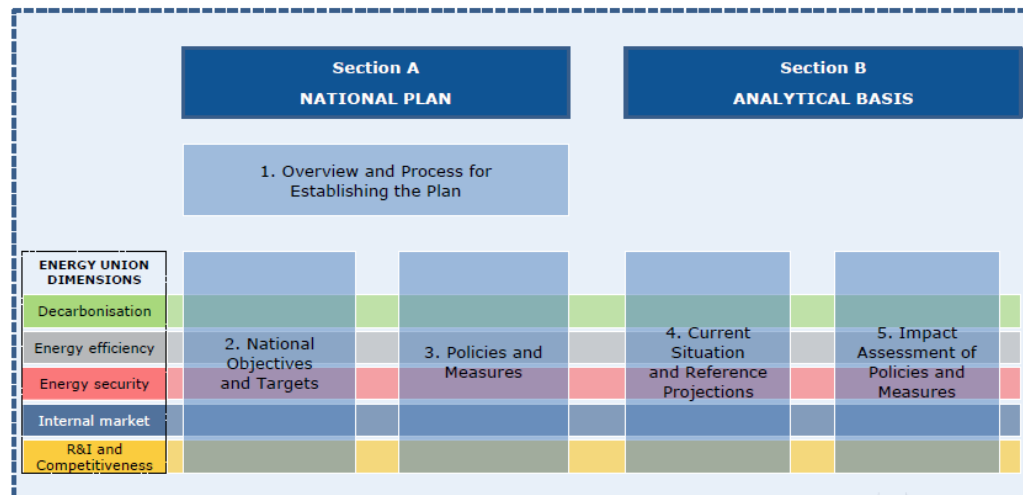 Section A
NATIONAL PLAN
Section B
ANALYTICAL BASIS
1. Overview and Process for
Establishing the Plan
ENERGY UNION
DIMENSIONS
Decarbonisation
Energy efficiency
Energy security
Internal market
R&I and
Competitiveness
2. National
Objectives
and Targets
3. Policies and
Measures
4. Current
Situation
and Reference
Projections
5. Impact
Assessment of
Policies and
Measures